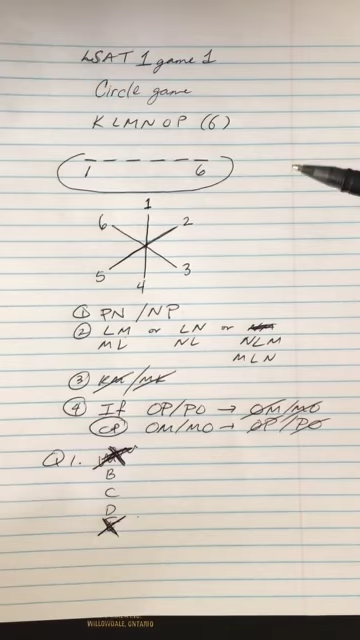 LSAT 1 game 1
Circle game
K L M N O P (6)
1 6
1
6 2
5 3
4
① PN / NP
② LM or LN or
ML NL NLM
MLN
③ KM/MK
④ If OP/PO → OM/MO
CP OM/MO → OP/PO
Q1.
B
C
D
WILLOWDALE, ONTARIO